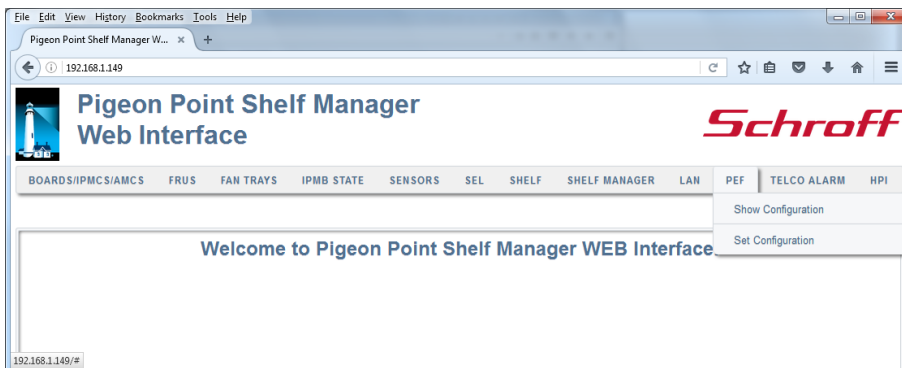 File Edit View History Bookmarks Tools Help
Pigeon Point Shelf Manager W... × +
192.168.1.149
Pigeon Point Shelf Manager
Web Interface
Schroff
BOARDS/IPMCS/AMCS FRUS FAN TRAYS IPMB STATE SENSORS SEL SHELF SHELF MANAGER LAN PEF TELCO ALARM HPI
Show Configuration
Set Configuration
Welcome to Pigeon Point Shelf Manager WEB Interface
192.168.1.149/#